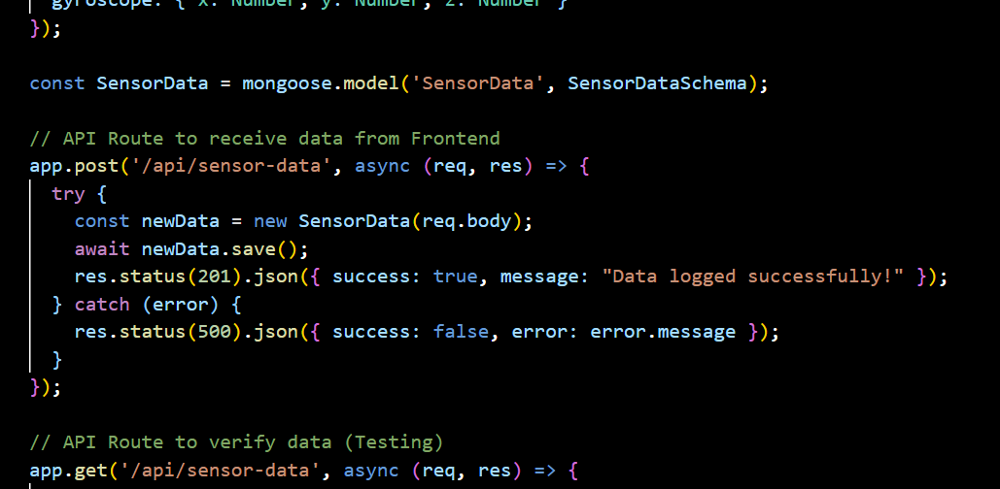 gyroscope: { x: Number, y: Number, z: Number }
});
const SensorData = mongoose.model('SensorData', SensorDataSchema);
// API Route to receive data from Frontend
app.post('/api/sensor-data', async (req, res) => {
try {
const newData = new SensorData(req.body);
await newData.save();
res.status(201).json({ success: true, message: "Data logged successfully!" });
} catch (error) {
res.status(500).json({ success: false, error: error.message });
}
});
// API Route to verify data (Testing)
app.get('/api/sensor-data', async (req, res) => {